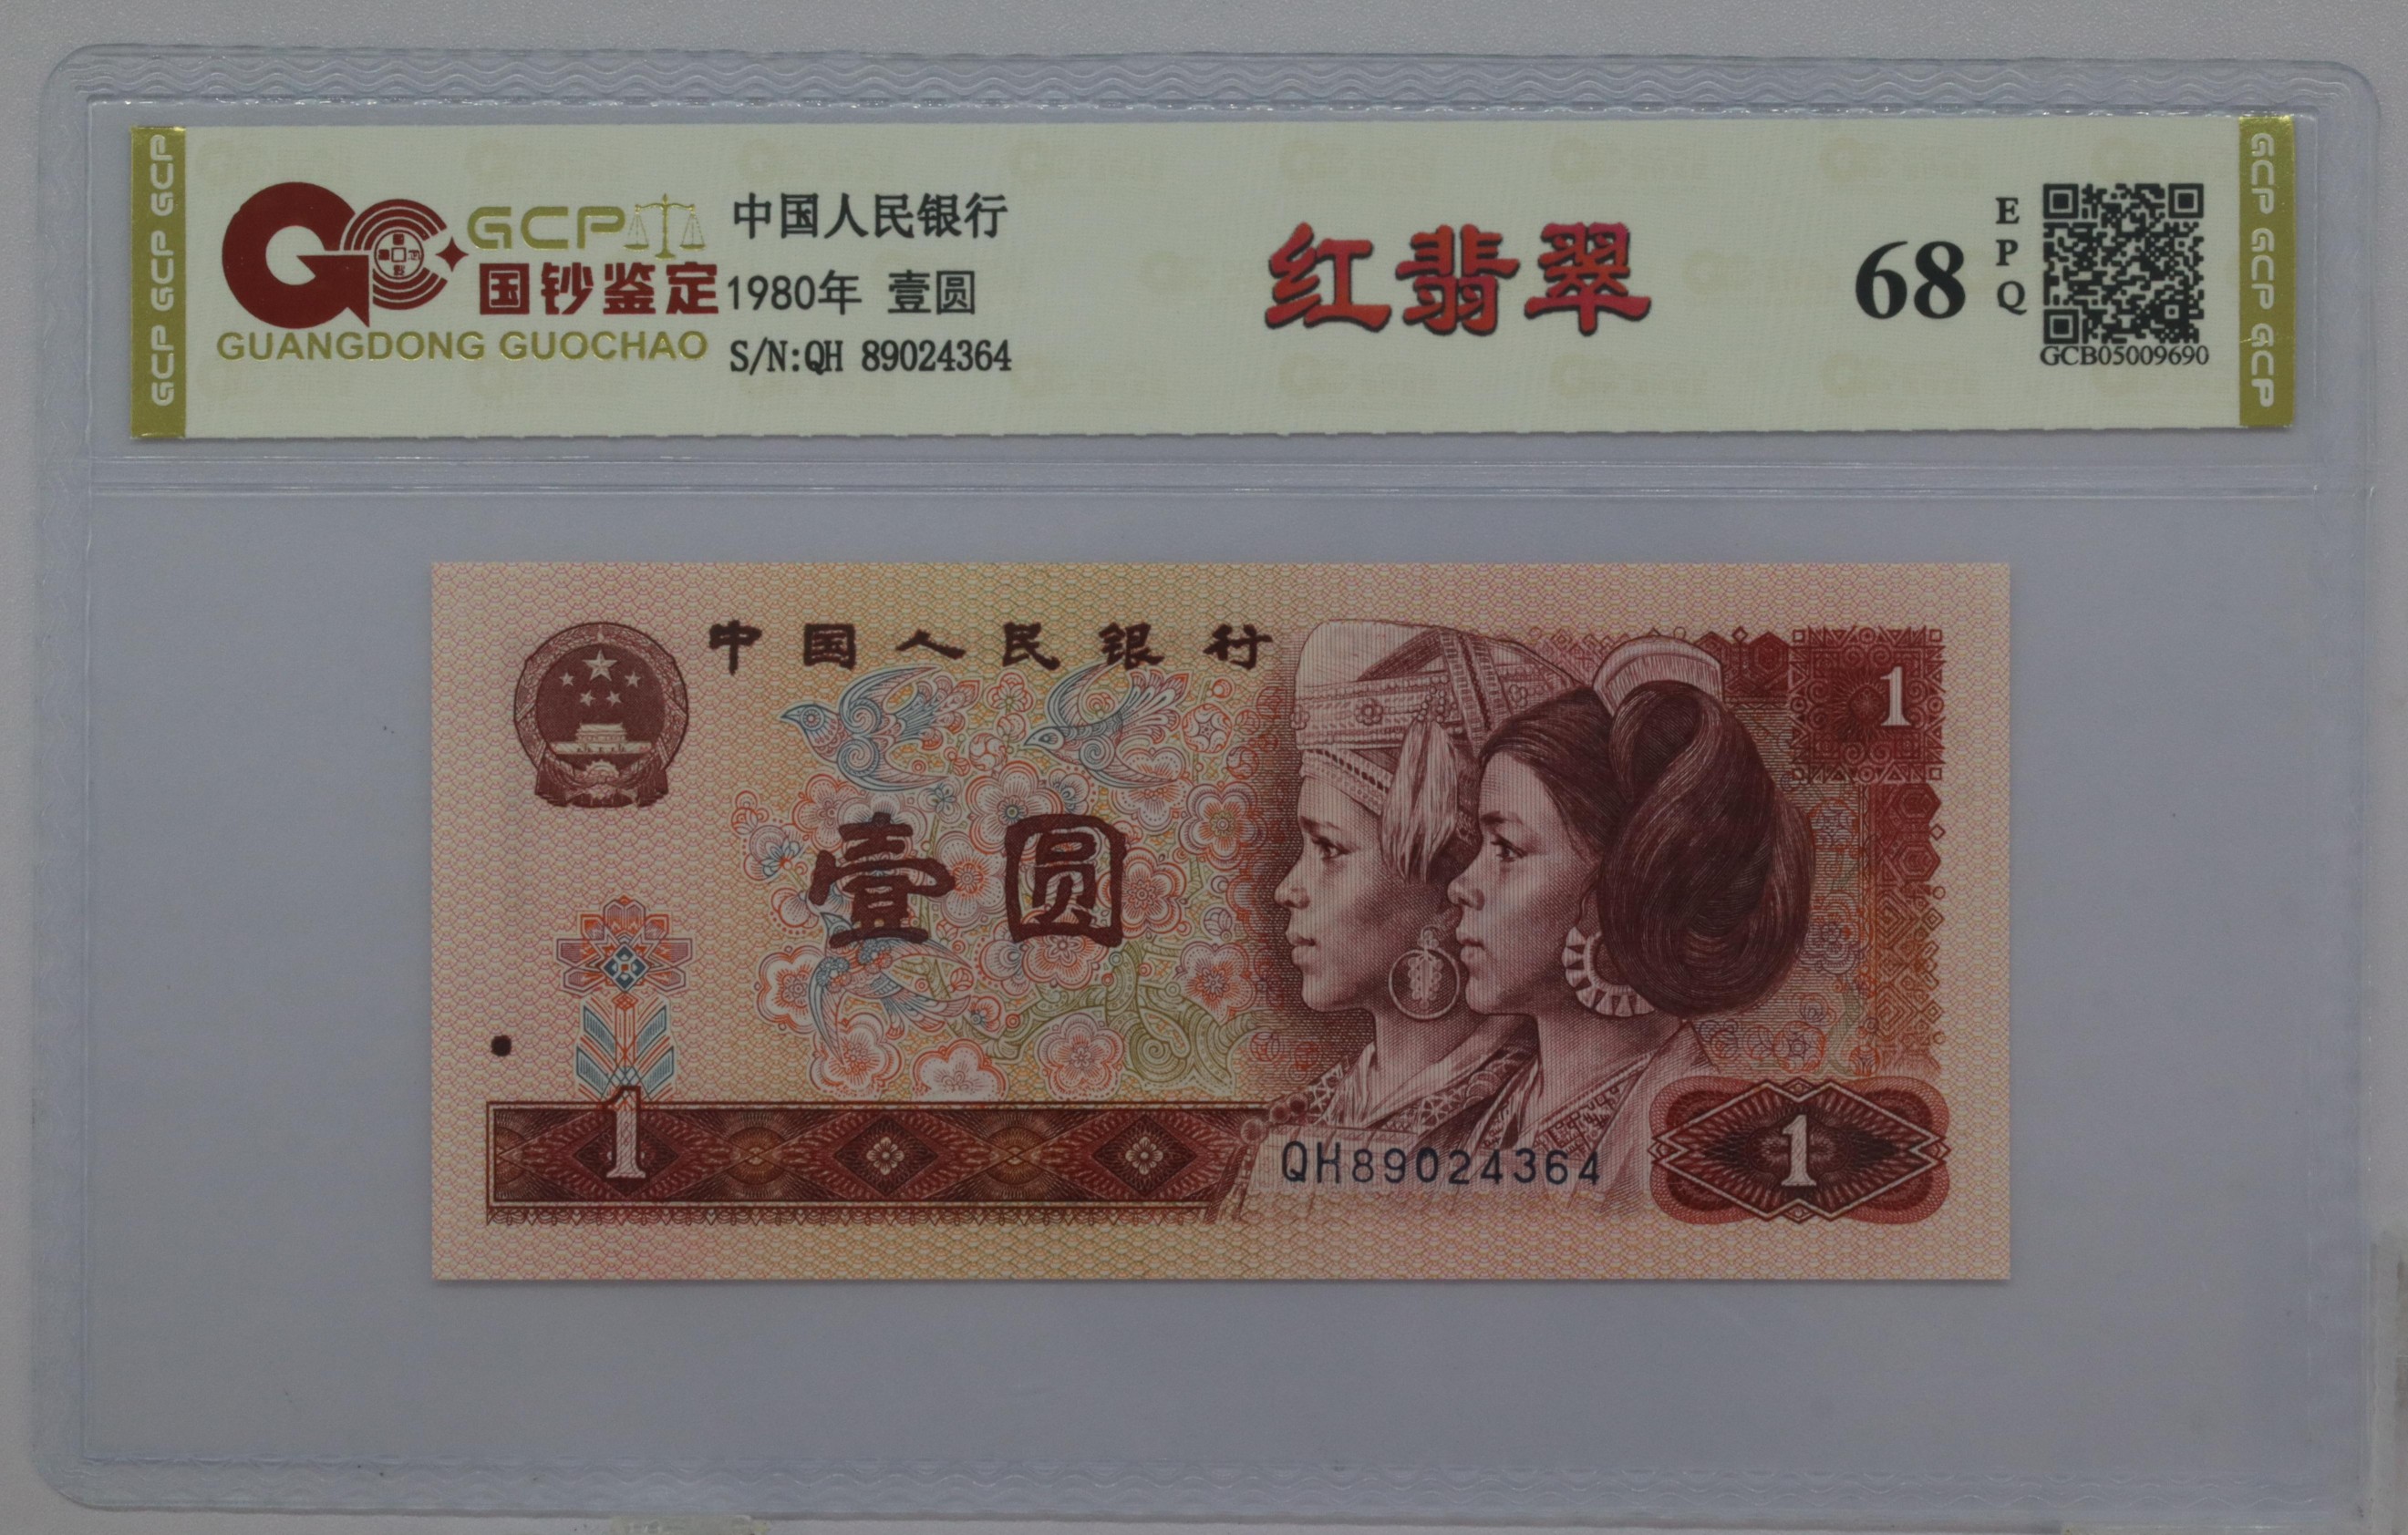 GCP GCP GCP
GCP
国钞鉴定
GUANGDONG GUOCHAO
中国人民银行
1980年 壹圆
S/N:QH 89024364
红翡翠
68
EPQ
GCB05009690
GCP GCP GCP
中国人民银行
1
壹圆
1
QH89024364
1